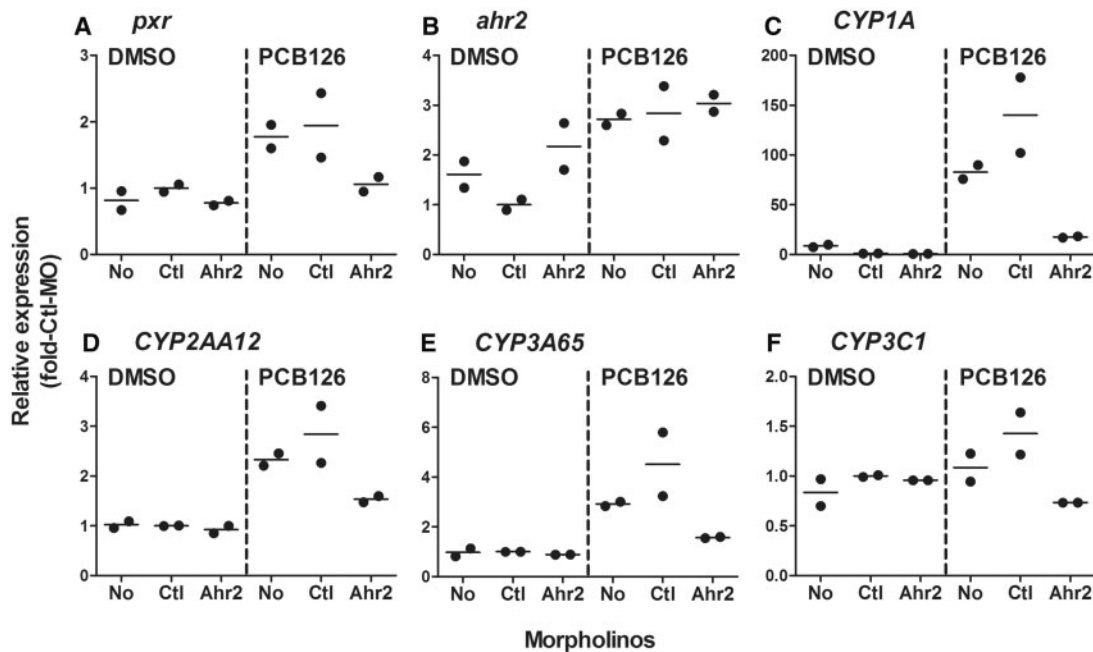 A pxr
DMSO PCB126
3
2
1
0
No Ctl Ahr2 No Ctl Ahr2
B ahr2
DMSO PCB126
4
3
2
1
0
No Ctl Ahr2 No Ctl Ahr2
C CYP1A
DMSO PCB126
200
150
100
50
0
No Ctl Ahr2 No Ctl Ahr2
Relative expression
(fold-Ctl-MO)
D CYP2AA12
DMSO PCB126
4
3
2
1
0
No Ctl Ahr2 No Ctl Ahr2
E CYP3A65
DMSO PCB126
8
6
4
2
0
No Ctl Ahr2 No Ctl Ahr2
F CYP3C1
DMSO PCB126
2.0
1.5
1.0
0.5
0.0
No Ctl Ahr2 No Ctl Ahr2
Morpholinos